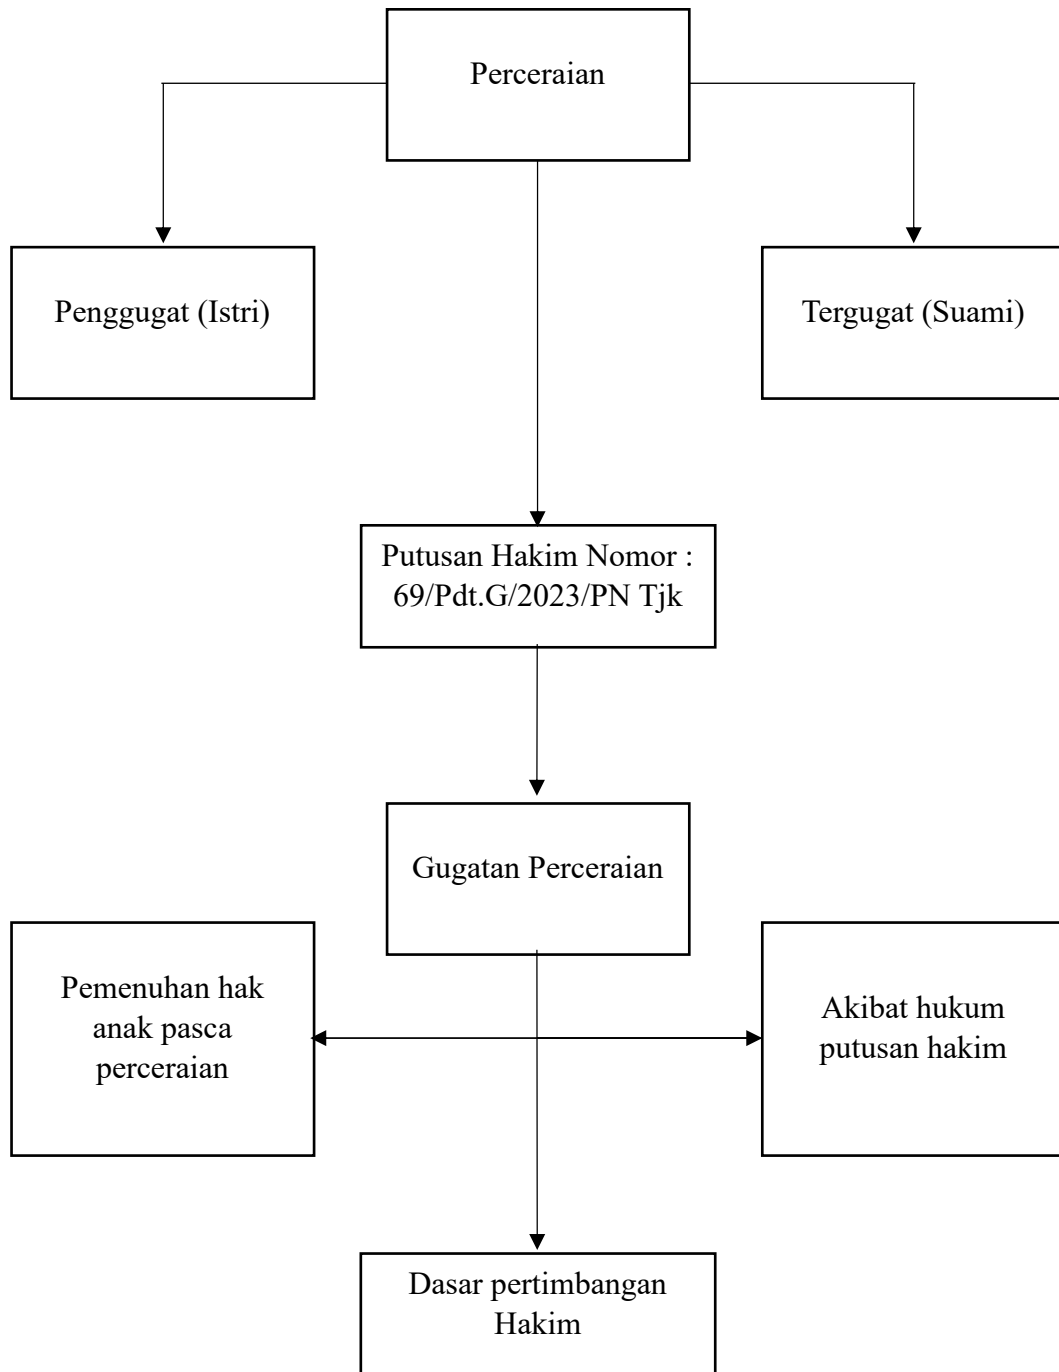 Perceraian
Penggugat (Istri)
Tergugat (Suami)
Putusan Hakim Nomor :
69/Pdt.G/2023/PN Tjk
Gugatan Perceraian
Pemenuhan hak
anak pasca
perceraian
Akibat hukum
putusan hakim
Dasar pertimbangan
Hakim